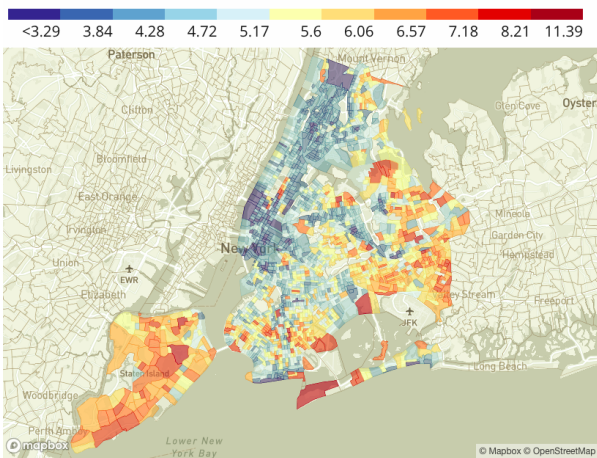 <3.29 3.84 4.28 4.72 5.17 5.6 6.06 6.57 7.18 8.21 11.39
Paterson
Mount Vernon
Clifton
Glen Cove
Oyster
Bloomfield
Livingston
East Orange
Mineola
Irvington
Garden City
New York
Union
Hempstead
EWR
Elizabeth
ey Stream
Freeport
JFK
Long Beach
Staten Island
Woodbridge
Perth Amboy
Lower New
York Bay
mapbox
© Mapbox © OpenStreetMap